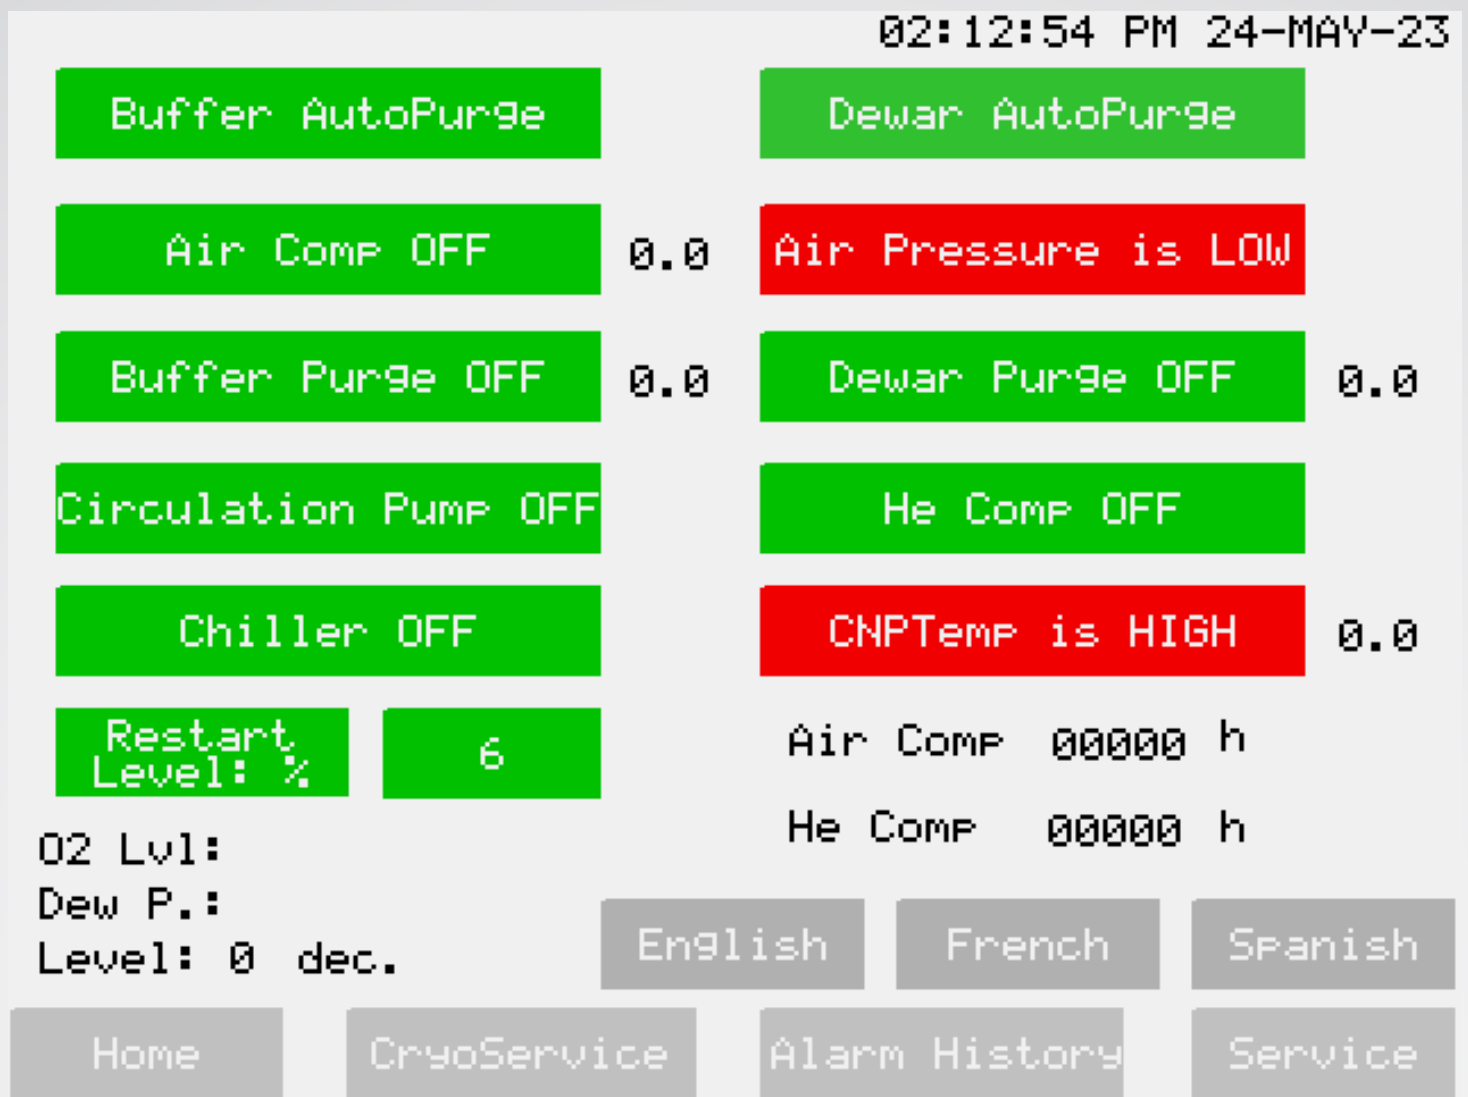 02:12:54 PM 24-MAY-23
Buffer AutoPurge
Dewar AutoPurge
Air Comp OFF
0.0
Air Pressure is LOW
Buffer Purge OFF
0.0
Dewar Purge OFF
0.0
Circulation Pump OFF
He Comp OFF
Chiller OFF
CNPTemp is HIGH
0.0
Restart
Level: %
6
Air Comp 00000 h
He Comp 00000 h
O2 Lvl:
Dew P.:
Level: 0 dec.
English
French
Spanish
Home
CryoService
Alarm History
Service